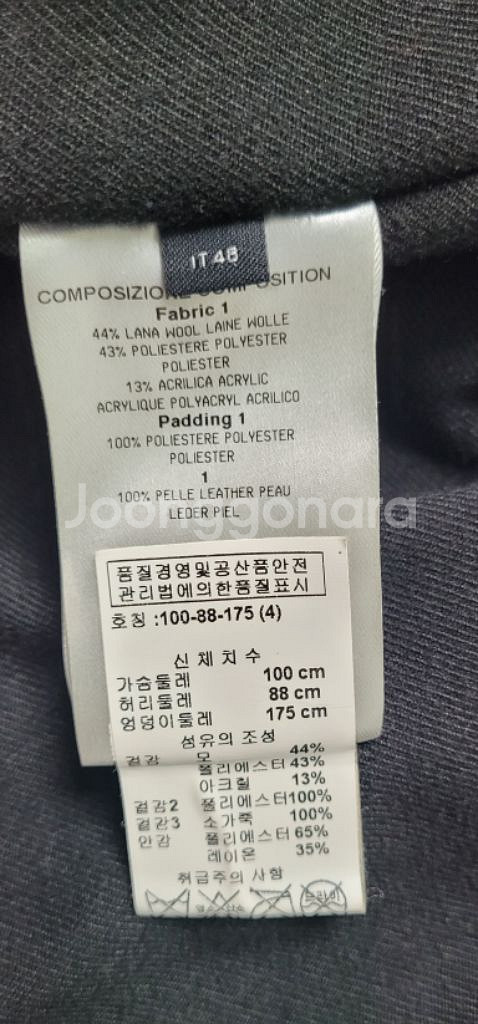 IT 48
COMPOSIZIONE COMPOSITION
Fabric 1
44% LANA WOOL LAINE WOLLE
43% POLIESTERE POLYESTER
POLIESTER
13% ACRILICA ACRYLIC
ACRYLIQUE POLYACRYL ACRILICO
Padding 1
100% POLIESTERE POLYESTER
POLIESTER
1
100% PELLE LEATHER PEAU
LEDER PIEL
Joonggonara
품질경영및공산품안전
관리법에의한품질표시
호칭 :100-88-175 (4)
신 체 치 수
가슴둘레 100 cm
허리둘레 88 cm
엉덩이둘레 175 cm
섬유의 조성
겉감 모 44%
폴리에스터 43%
아크릴 13%
겉감2 폴리에스터100%
겉감3 소가죽 100%
안감 폴리에스터 65%
레이온 35%
취급주의 사항
드라이